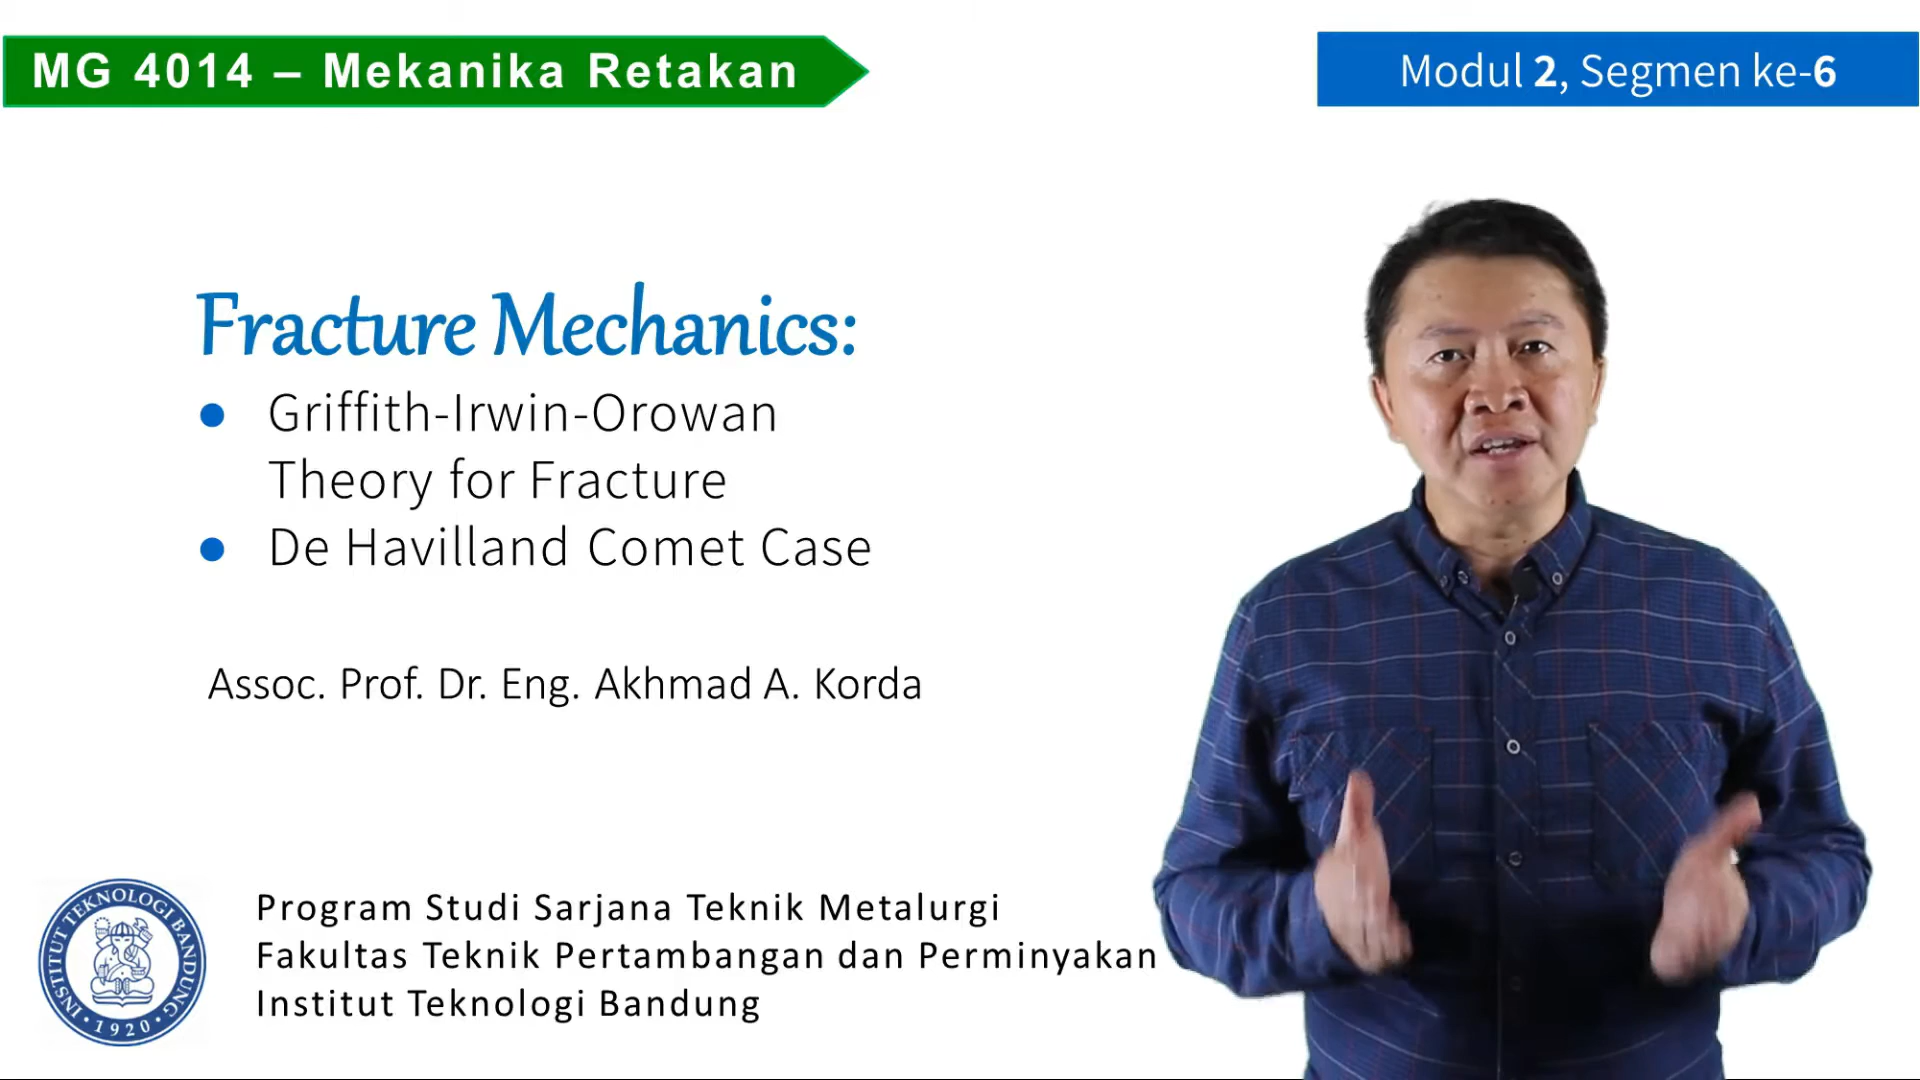 MG 4014 – Mekanika Retakan
Modul 2, Segmen ke-6
Fracture Mechanics:
● Griffith-Irwin-Orowan
Theory for Fracture
● De Havilland Comet Case
Assoc. Prof. Dr. Eng. Akhmad A. Korda
INSTITUT TEKNOLOGI BANDUNG
• 1920 •
Program Studi Sarjana Teknik Metalurgi
Fakultas Teknik Pertambangan dan Perminyakan
Institut Teknologi Bandung